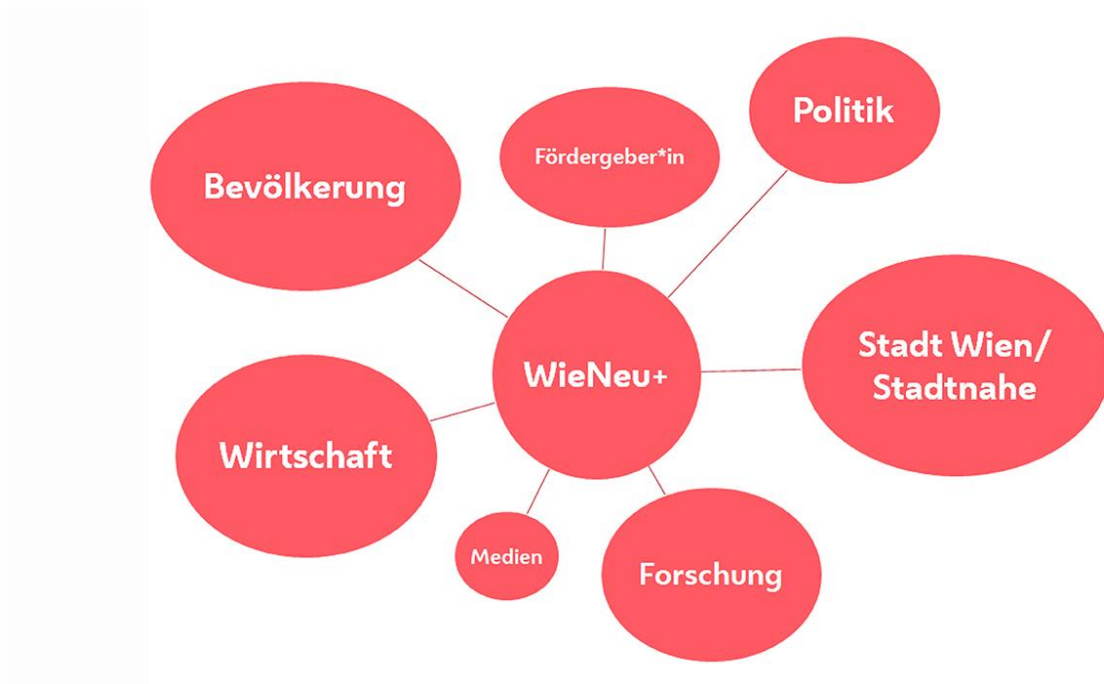 Politik
Fördergeber*in
Bevölkerung
Stadt Wien/
Stadtnahe
WieNeu+
Wirtschaft
Medien
Forschung